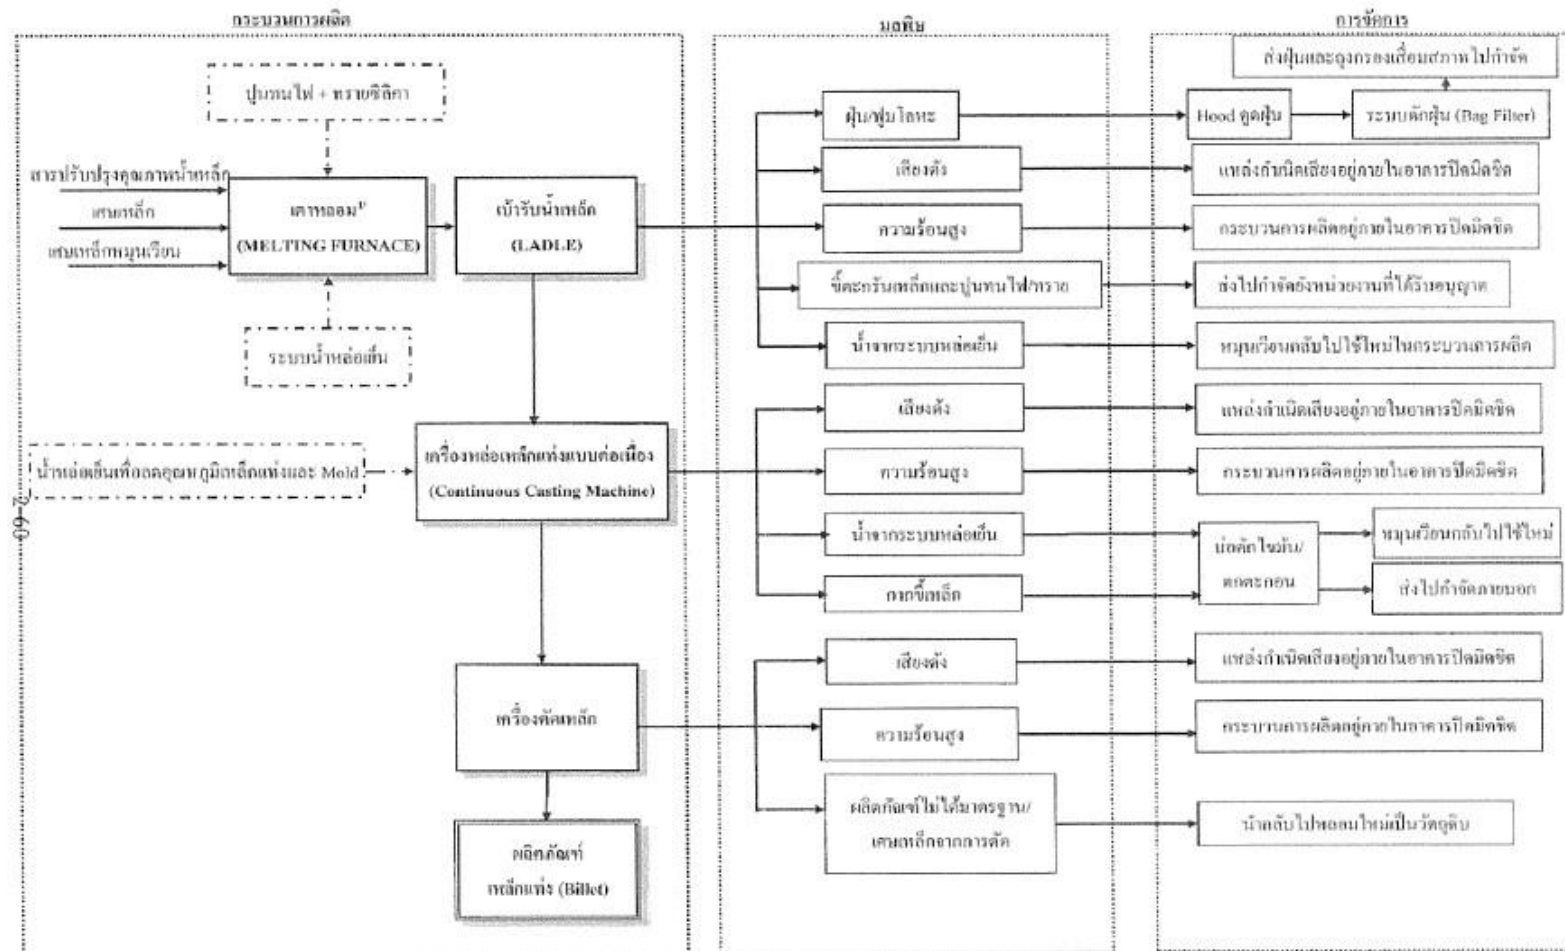 กระบวนการผลิต
มลพิษ
การจัดการ
ส่งฝุ่นและถุงกรองเสื่อมสภาพไปกำจัด
ปูนทนไฟ + ทรายซิลิกา
ฝุ่น/ฟูมโลหะ
Hood ดูดฝุ่น
ระบบดักฝุ่น (Bag Filter)
สารปรับปรุงคุณภาพน้ำเหล็ก
เศษเหล็ก
เศษเหล็กหมุนเวียน
เตาหลอม1/
(MELTING FURNACE)
เบ้ารับน้ำเหล็ก
(LADLE)
เสียงดัง
แหล่งกำเนิดเสียงอยู่ภายในอาคารปิดมิดชิด
ความร้อนสูง
กระบวนการผลิตอยู่ภายในอาคารปิดมิดชิด
ขี้ตะกรันเหล็กและปูนทนไฟ/ทราย
ส่งไปกำจัดยังหน่วยงานที่ได้รับอนุญาต
ระบบน้ำหล่อเย็น
น้ำจากระบบหล่อเย็น
หมุนเวียนกลับไปใช้ใหม่ในกระบวนการผลิต
เสียงดัง
แหล่งกำเนิดเสียงอยู่ภายในอาคารปิดมิดชิด
น้ำหล่อเย็นเพื่อลดอุณหภูมิเหล็กแท่งและ Mold
เครื่องหล่อเหล็กแท่งแบบต่อเนื่อง
(Continuous Casting Machine)
ความร้อนสูง
กระบวนการผลิตอยู่ภายในอาคารปิดมิดชิด
2-60
น้ำจากระบบหล่อเย็น
กากขี้เหล็ก
บ่อดักไขมัน/
ตกตะกอน
หมุนเวียนกลับไปใช้ใหม่
ส่งไปกำจัดภายนอก
เครื่องตัดเหล็ก
เสียงดัง
แหล่งกำเนิดเสียงอยู่ภายในอาคารปิดมิดชิด
ความร้อนสูง
กระบวนการผลิตอยู่ภายในอาคารปิดมิดชิด
ผลิตภัณฑ์ไม่ได้มาตรฐาน/
เศษเหล็กจากการตัด
นำกลับไปหลอมใหม่เป็นวัตถุดิบ
ผลิตภัณฑ์
เหล็กแท่ง (Billet)